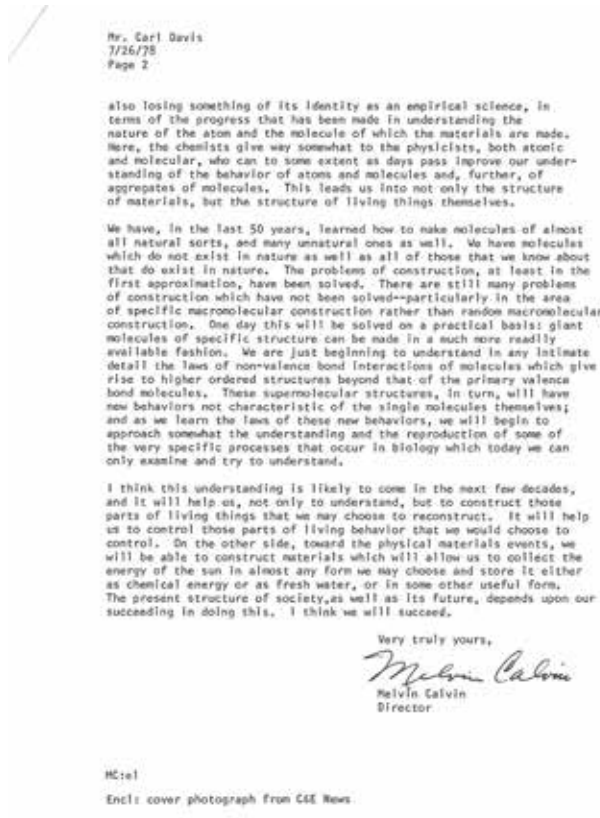 Mr. Carl Davis
7/26/78
Page 2
also losing something of its identity as an empirical science, in
terms of the progress that has been made in understanding the
nature of the atom and the molecule of which the materials are made.
Here, the chemists give way somewhat to the physicists, both atomic
and molecular, who can to some extent as days pass improve our under-
standing of the behavior of atoms and molecules and, further, of
aggregates of molecules. This leads us into not only the structure
of materials, but the structure of living things themselves.
We have, in the last 50 years, learned how to make molecules of almost
all natural sorts, and many unnatural ones as well. We have molecules
which do not exist in nature as well as all of those that we know about
that do exist in nature. The problems of construction, at least in the
first approximation, have been solved. There are still many problems
of construction which have not been solved--particularly in the area
of specific macromolecular construction rather than random macromolecular
construction. One day this will be solved on a practical basis: giant
molecules of specific structure can be made in a much more readily
available fashion. We are just beginning to understand in any intimate
detail the laws of non-valence bond interactions of molecules which give
rise to higher ordered structures beyond that of the primary valence
bond molecules. These supermolecular structures, in turn, will have
new behaviors not characteristic of the single molecules themselves;
and as we learn the laws of these new behaviors, we will begin to
approach somewhat the understanding and the reproduction of some of
the very specific processes that occur in biology which today we can
only examine and try to understand.
I think this understanding is likely to come in the next few decades,
and it will help us, not only to understand, but to construct those
parts of living things that we may choose to reconstruct. It will help
us to control those parts of living behavior that we would choose to
control. On the other side, toward the physical materials events, we
will be able to construct materials which will allow us to collect the
energy of the sun in almost any form we may choose and store it either
as chemical energy or as fresh water, or in some other useful form.
The present structure of society,as well as its future, depends upon our
succeeding in doing this. I think we will succeed.
Very truly yours,
Melvin Calvin
Melvin Calvin
Director
MC:el
Encl: cover photograph from C&E News